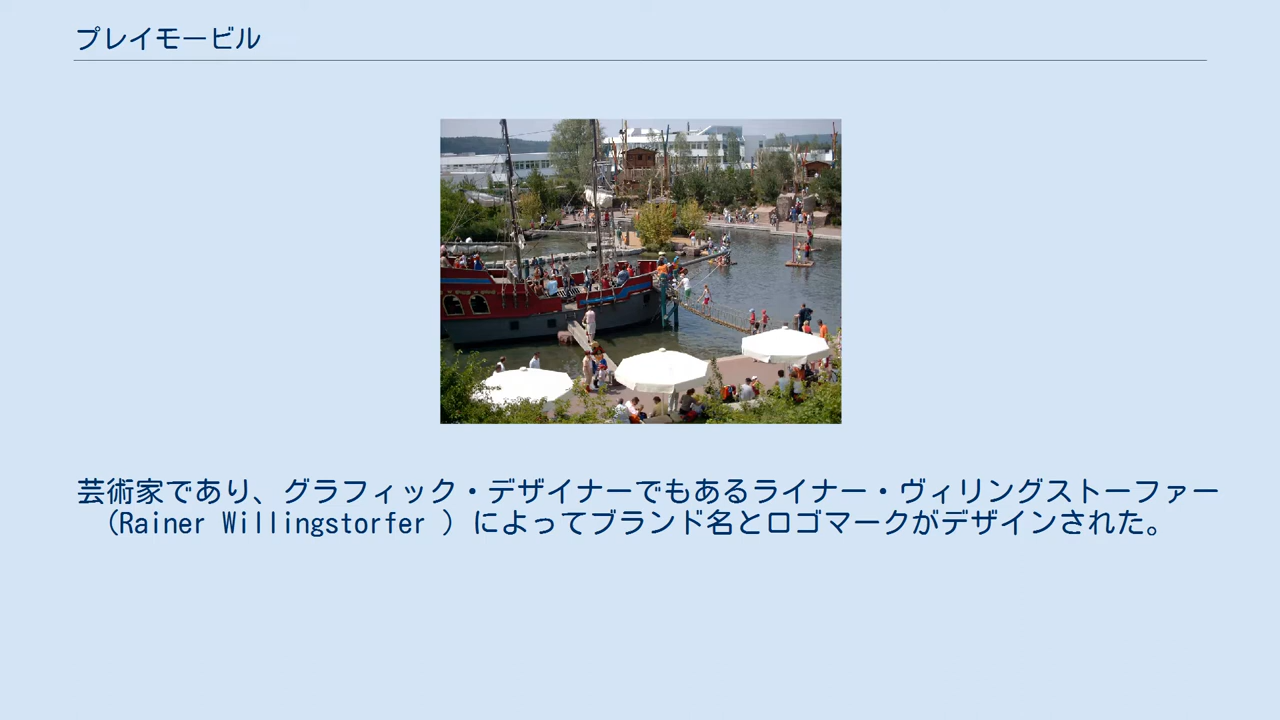 プレイモービル
芸術家であり、グラフィック・デザイナーでもあるライナー・ヴィリングストーファー
（Rainer Willingstorfer ）によってブランド名とロゴマークがデザインされた。